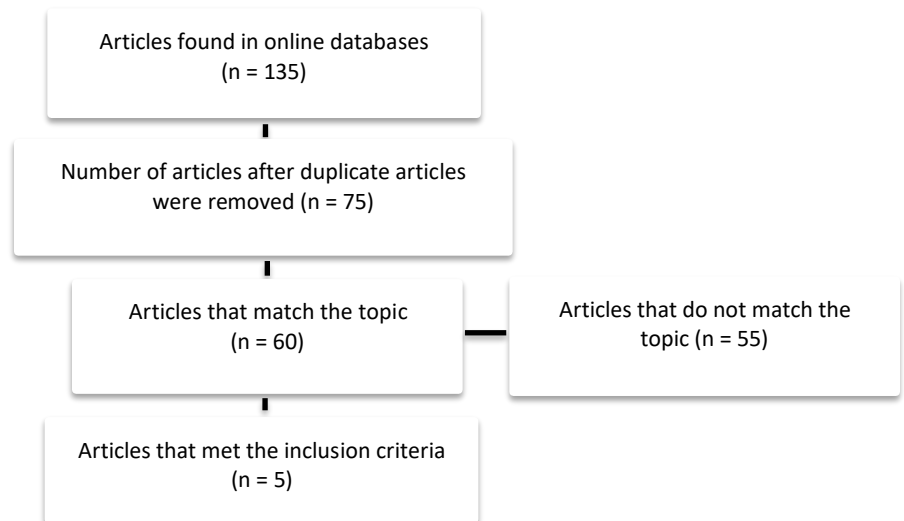 Articles found in online databases
(n = 135)
Number of articles after duplicate articles
were removed (n = 75)
Articles that match the topic
(n = 60)
Articles that do not match the
topic (n = 55)
Articles that met the inclusion criteria
(n = 5)